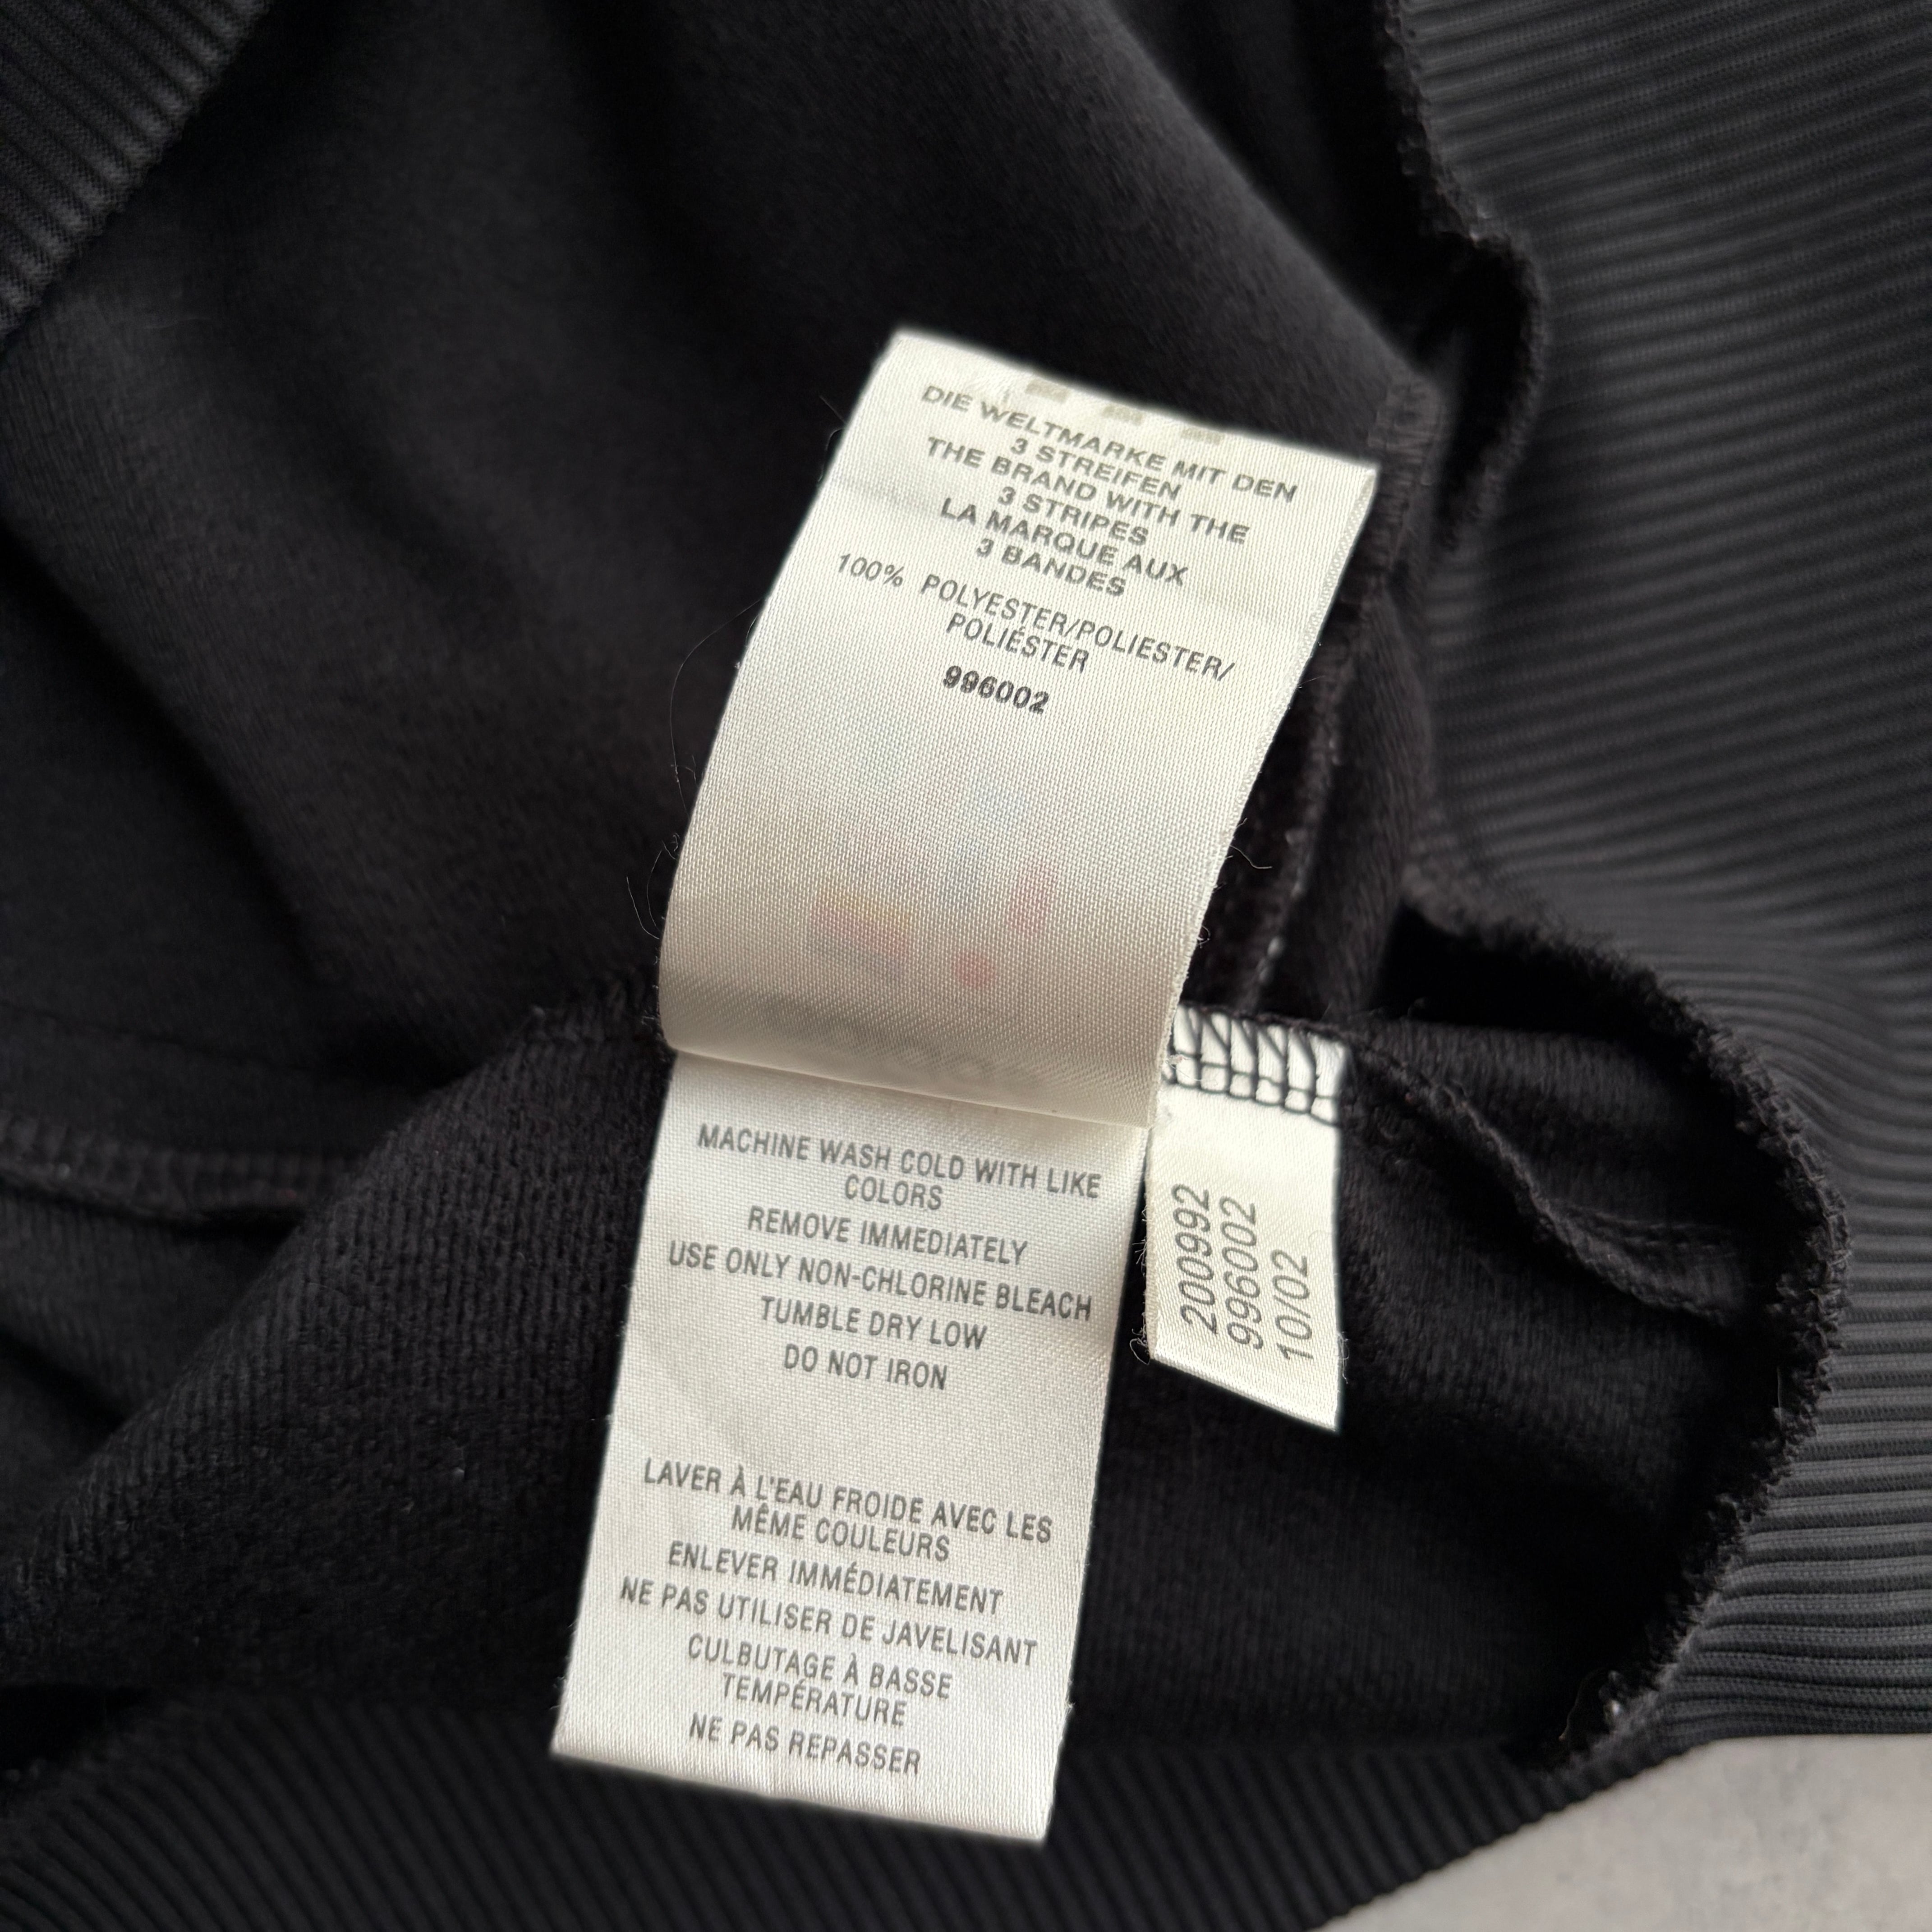 DIE WELTMARKE MIT DEN
3 STREIFEN
THE BRAND WITH THE
3 STRIPES
LA MARQUE AUX
3 BANDES
100% POLYESTER/POLIESTER/
POLIÉSTER
996002
MACHINE WASH COLD WITH LIKE
COLORS
REMOVE IMMEDIATELY
USE ONLY NON-CHLORINE BLEACH
TUMBLE DRY LOW
DO NOT IRON
LAVER À L'EAU FROIDE AVEC LES
MÊME COULEURS
ENLEVER IMMÉDIATEMENT
NE PAS UTILISER DE JAVELISANT
CULBUTAGE À BASSE
TEMPÉRATURE
NE PAS REPASSER
200992
996002
10/02